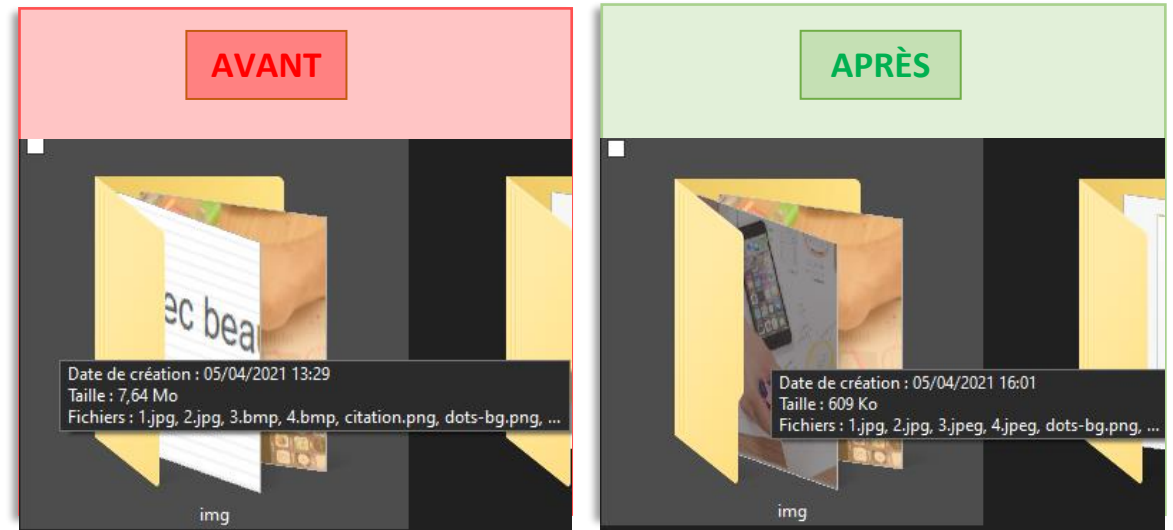 AVANT
ec bea
Date de création : 05/04/2021 13:29
Taille : 7,64 Mo
Fichiers : 1.jpg, 2.jpg, 3.bmp, 4.bmp, citation.png, dots-bg.png, ...
img
APRÈS
Date de création : 05/04/2021 16:01
Taille : 609 Ko
Fichiers : 1.jpg, 2.jpg, 3.jpeg, 4.jpeg, dots-bg.png, ...
img